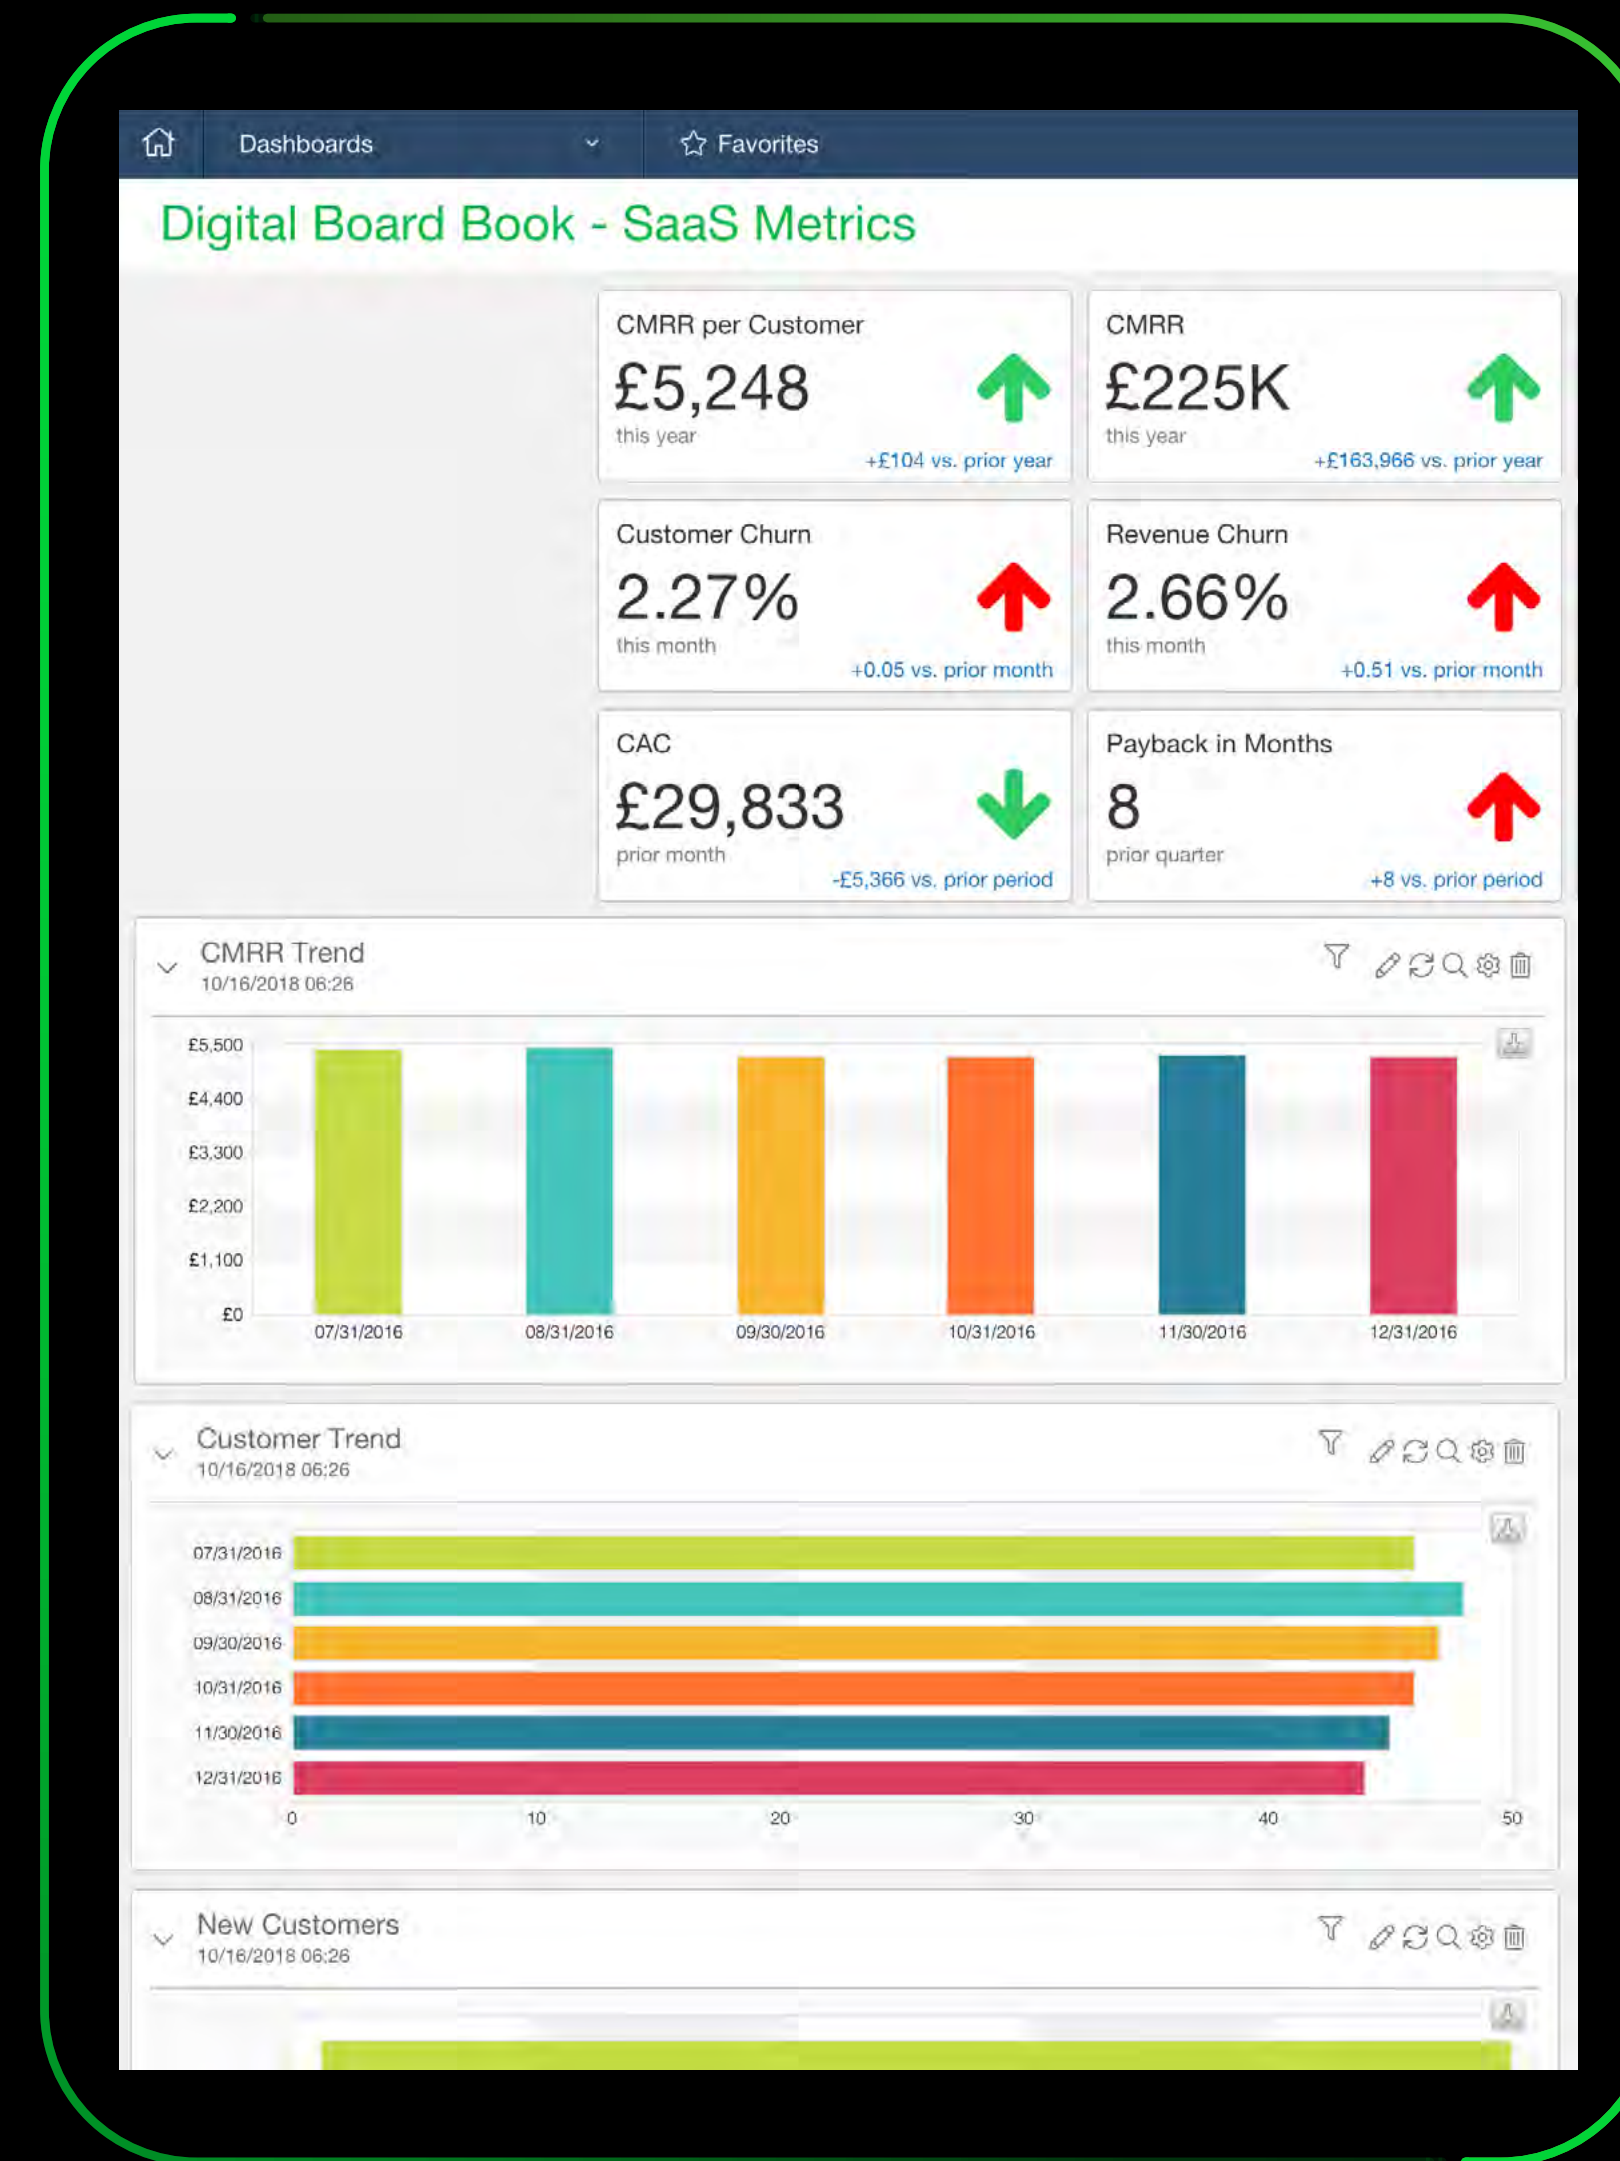 Dashboards
Favorites
Digital Board Book - SaaS Metrics
CMRR per Customer
£5,248
this year
+£104 vs. prior year
CMRR
£225K
this year
+£163,966 vs. prior year
Customer Churn
2.27%
this month
+0.05 vs. prior month
Revenue Churn
2.66%
this month
+0.51 vs. prior month
CAC
£29,833
prior month
-£5,366 vs. prior period
Payback in Months
8
prior quarter
+8 vs. prior period
CMRR Trend
10/16/2018 06:26
£5,500
£4,400
£3,300
£2,200
£1,100
£0
07/31/2016
08/31/2016
09/30/2016
10/31/2016
11/30/2016
12/31/2016
Customer Trend
10/16/2018 06:26
07/31/2016
08/31/2016
09/30/2016
10/31/2016
11/30/2016
12/31/2016
0
10
20
30
40
50
New Customers
10/16/2018 06:26